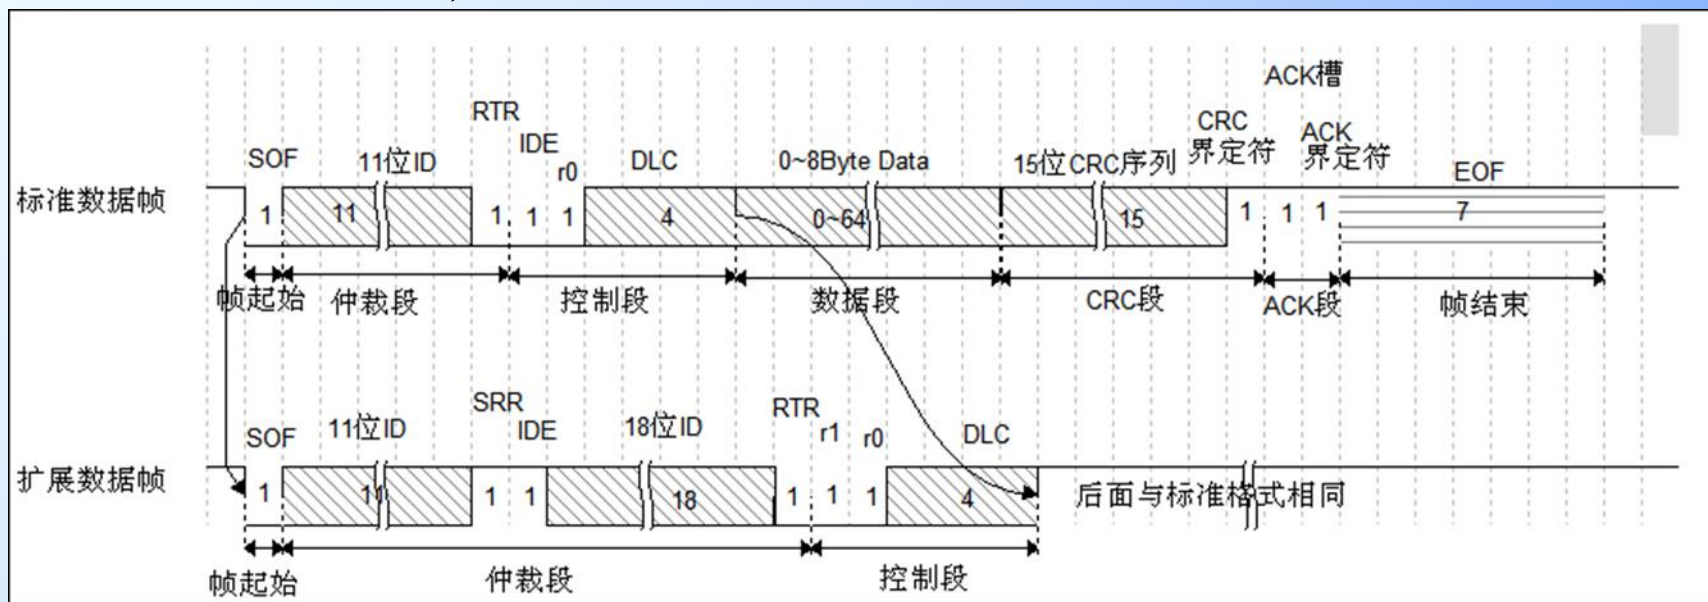 ACK槽
RTR
CRC
界定符
ACK
界定符
IDE
SOF
11位ID
r0
DLC
0~8Byte Data
15位CRC序列
EOF
标准数据帧
1
11
1
1
1
4
0~64
15
1
1
1
7
帧起始
仲裁段
控制段
数据段
CRC段
ACK段
帧结束
SRR
RTR
SOF
11位ID
IDE
18位ID
r1
r0
DLC
扩展数据帧
1
11
1
1
18
1
1
1
4
后面与标准格式相同
帧起始
仲裁段
控制段